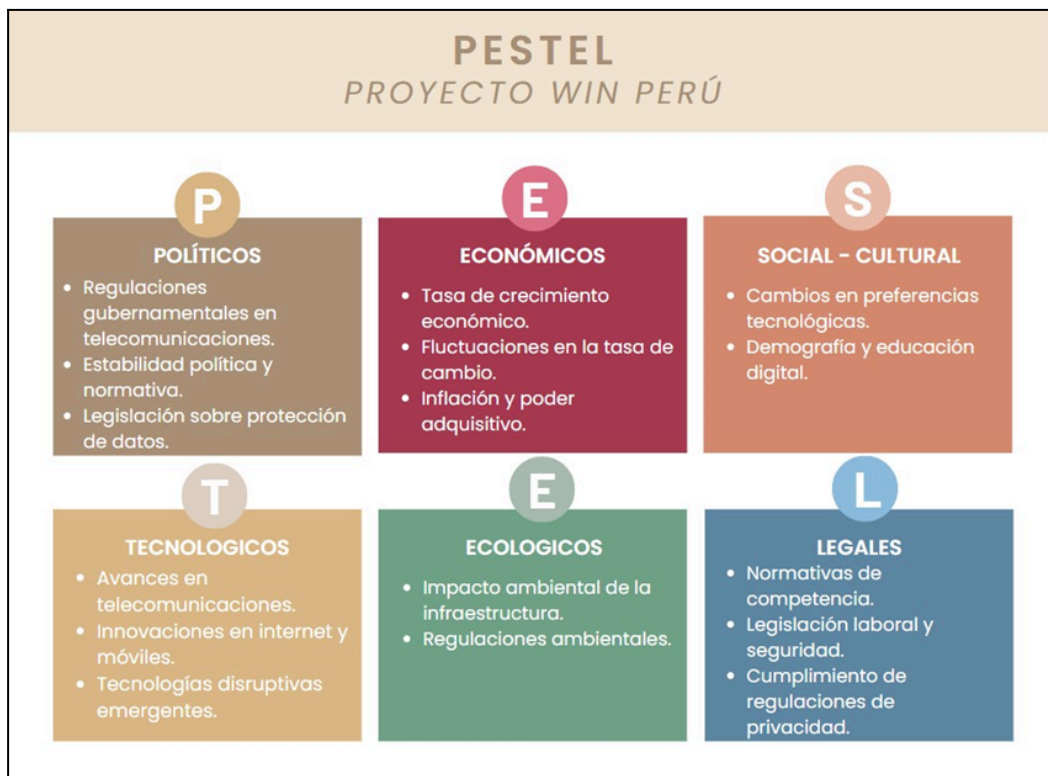 PESTEL
PROYECTO WIN PERÚ
P
POLÍTICOS
• Regulaciones
gubernamentales en
telecomunicaciones.
• Estabilidad política y
normativa.
• Legislación sobre protección
de datos.
E
ECONÓMICOS
• Tasa de crecimiento
económico.
• Fluctuaciones en la tasa de
cambio.
• Inflación y poder
adquisitivo.
S
SOCIAL - CULTURAL
• Cambios en preferencias
tecnológicas.
• Demografía y educación
digital.
T
TECNOLOGICOS
• Avances en
telecomunicaciones.
• Innovaciones en internet y
móviles.
• Tecnologías disruptivas
emergentes.
E
ECOLOGICOS
• Impacto ambiental de la
infraestructura.
• Regulaciones ambientales.
L
LEGALES
• Normativas de
competencia.
• Legislación laboral y
seguridad.
• Cumplimiento de
regulaciones de
privacidad.